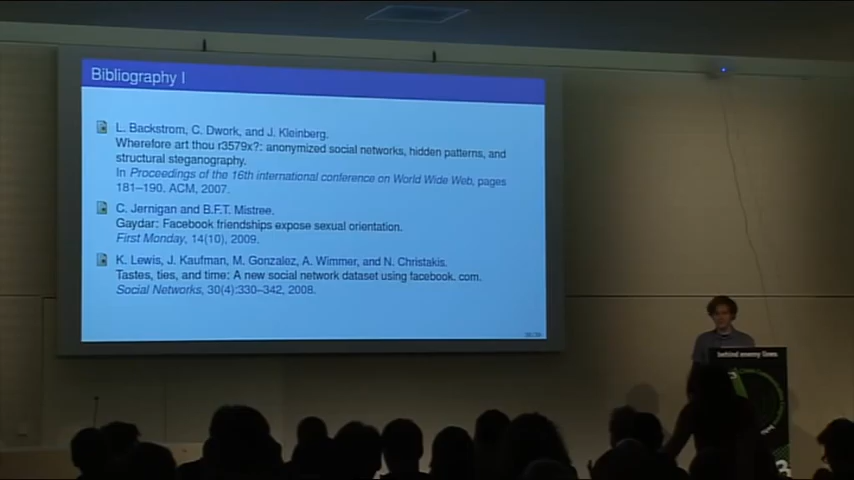 Bibliography I
L. Backstrom, C. Dwork, and J. Kleinberg.
Wherefore art thou r3579x?: anonymized social networks, hidden patterns, and
structural steganography.
In Proceedings of the 16th international conference on World Wide Web, pages
181–190. ACM, 2007.
C. Jernigan and B.F.T. Mistree.
Gaydar: Facebook friendships expose sexual orientation.
First Monday, 14(10), 2009.
K. Lewis, J. Kaufman, M. Gonzalez, A. Wimmer, and N. Christakis.
Tastes, ties, and time: A new social network dataset using facebook. com.
Social Networks, 30(4):330–342, 2008.
behind enemy lines